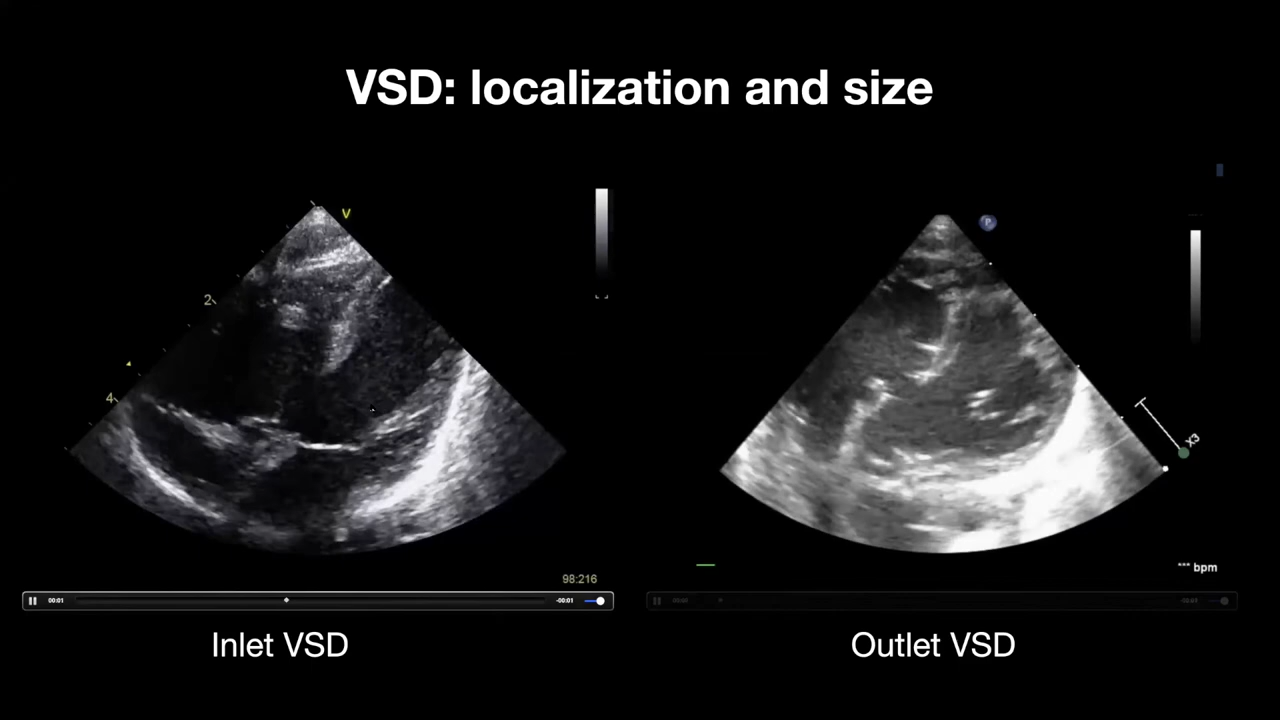 VSD: localization and size
V
P
2
4
X3
98:216
*** bpm
00:01
-00:01
Inlet VSD
Outlet VSD